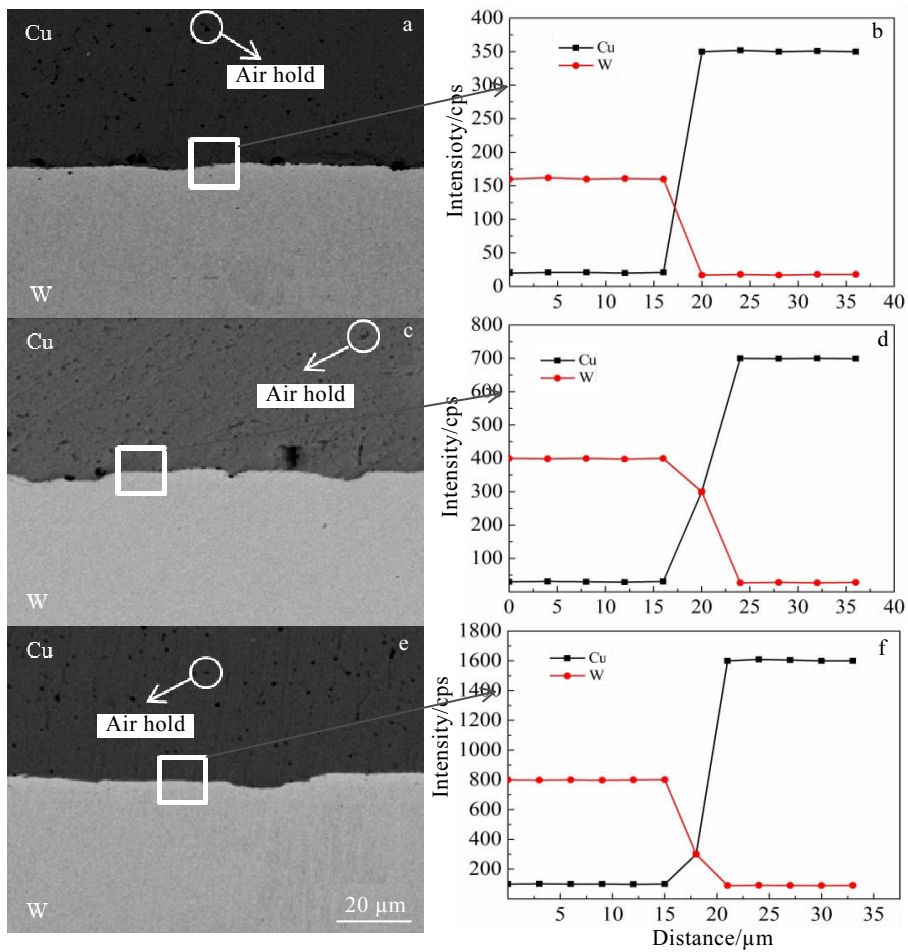 Cu
a
Air hold
W
b
Intensioty/cps
400
350
300
250
200
150
100
50
0
Cu
W
5
10
15
20
25
30
35
40
Cu
c
Air hold
W
d
Intensity/cps
800
700
600
500
400
300
200
100
Cu
W
0
5
10
15
20
25
30
35
40
Cu
e
Air hold
W
20 µm
f
Intensity/cps
1800
1600
1400
1200
1000
800
600
400
200
Cu
W
5
10
15
20
25
30
35
Distance/µm